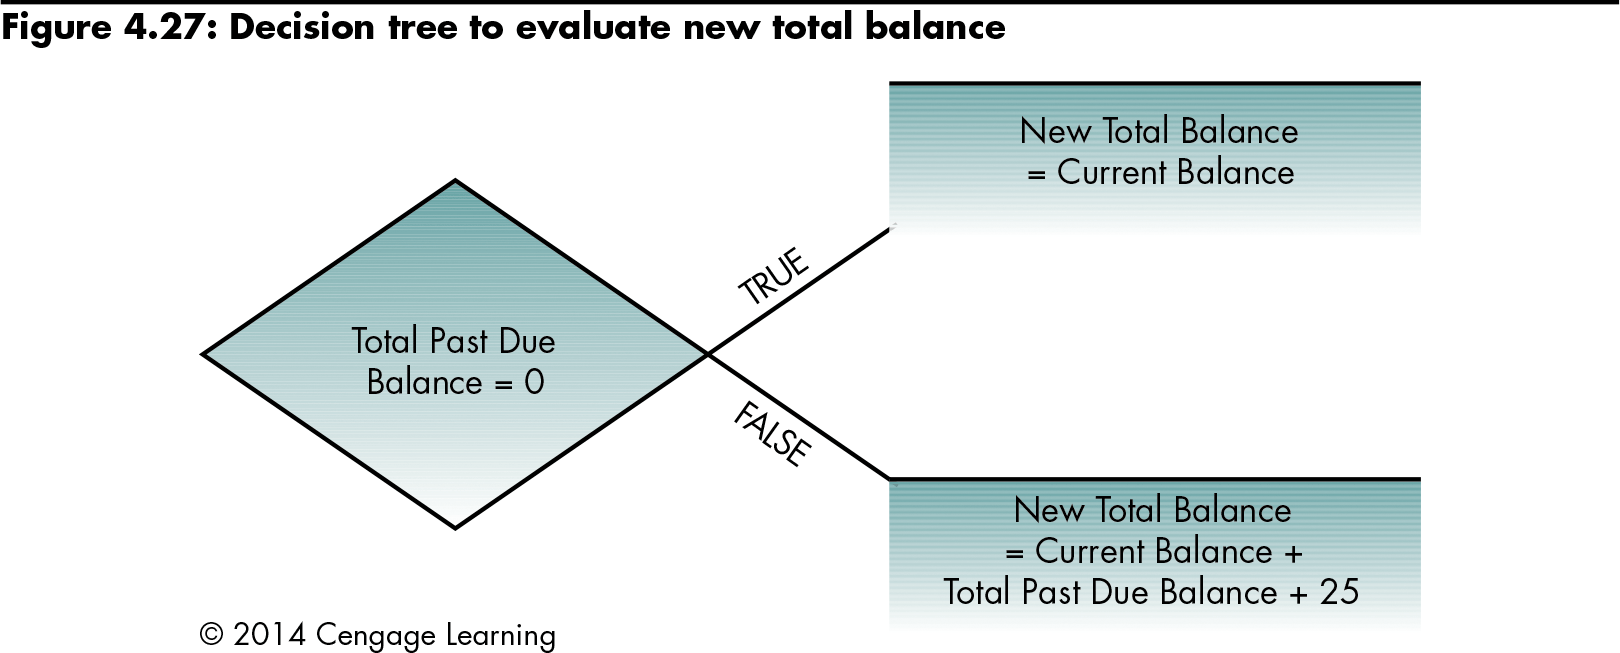 Figure 4.27: Decision tree to evaluate new total balance
New Total Balance
= Current Balance
TRUE
Total Past Due
Balance = 0
FALSE
New Total Balance
= Current Balance +
Total Past Due Balance + 25
© 2014 Cengage Learning